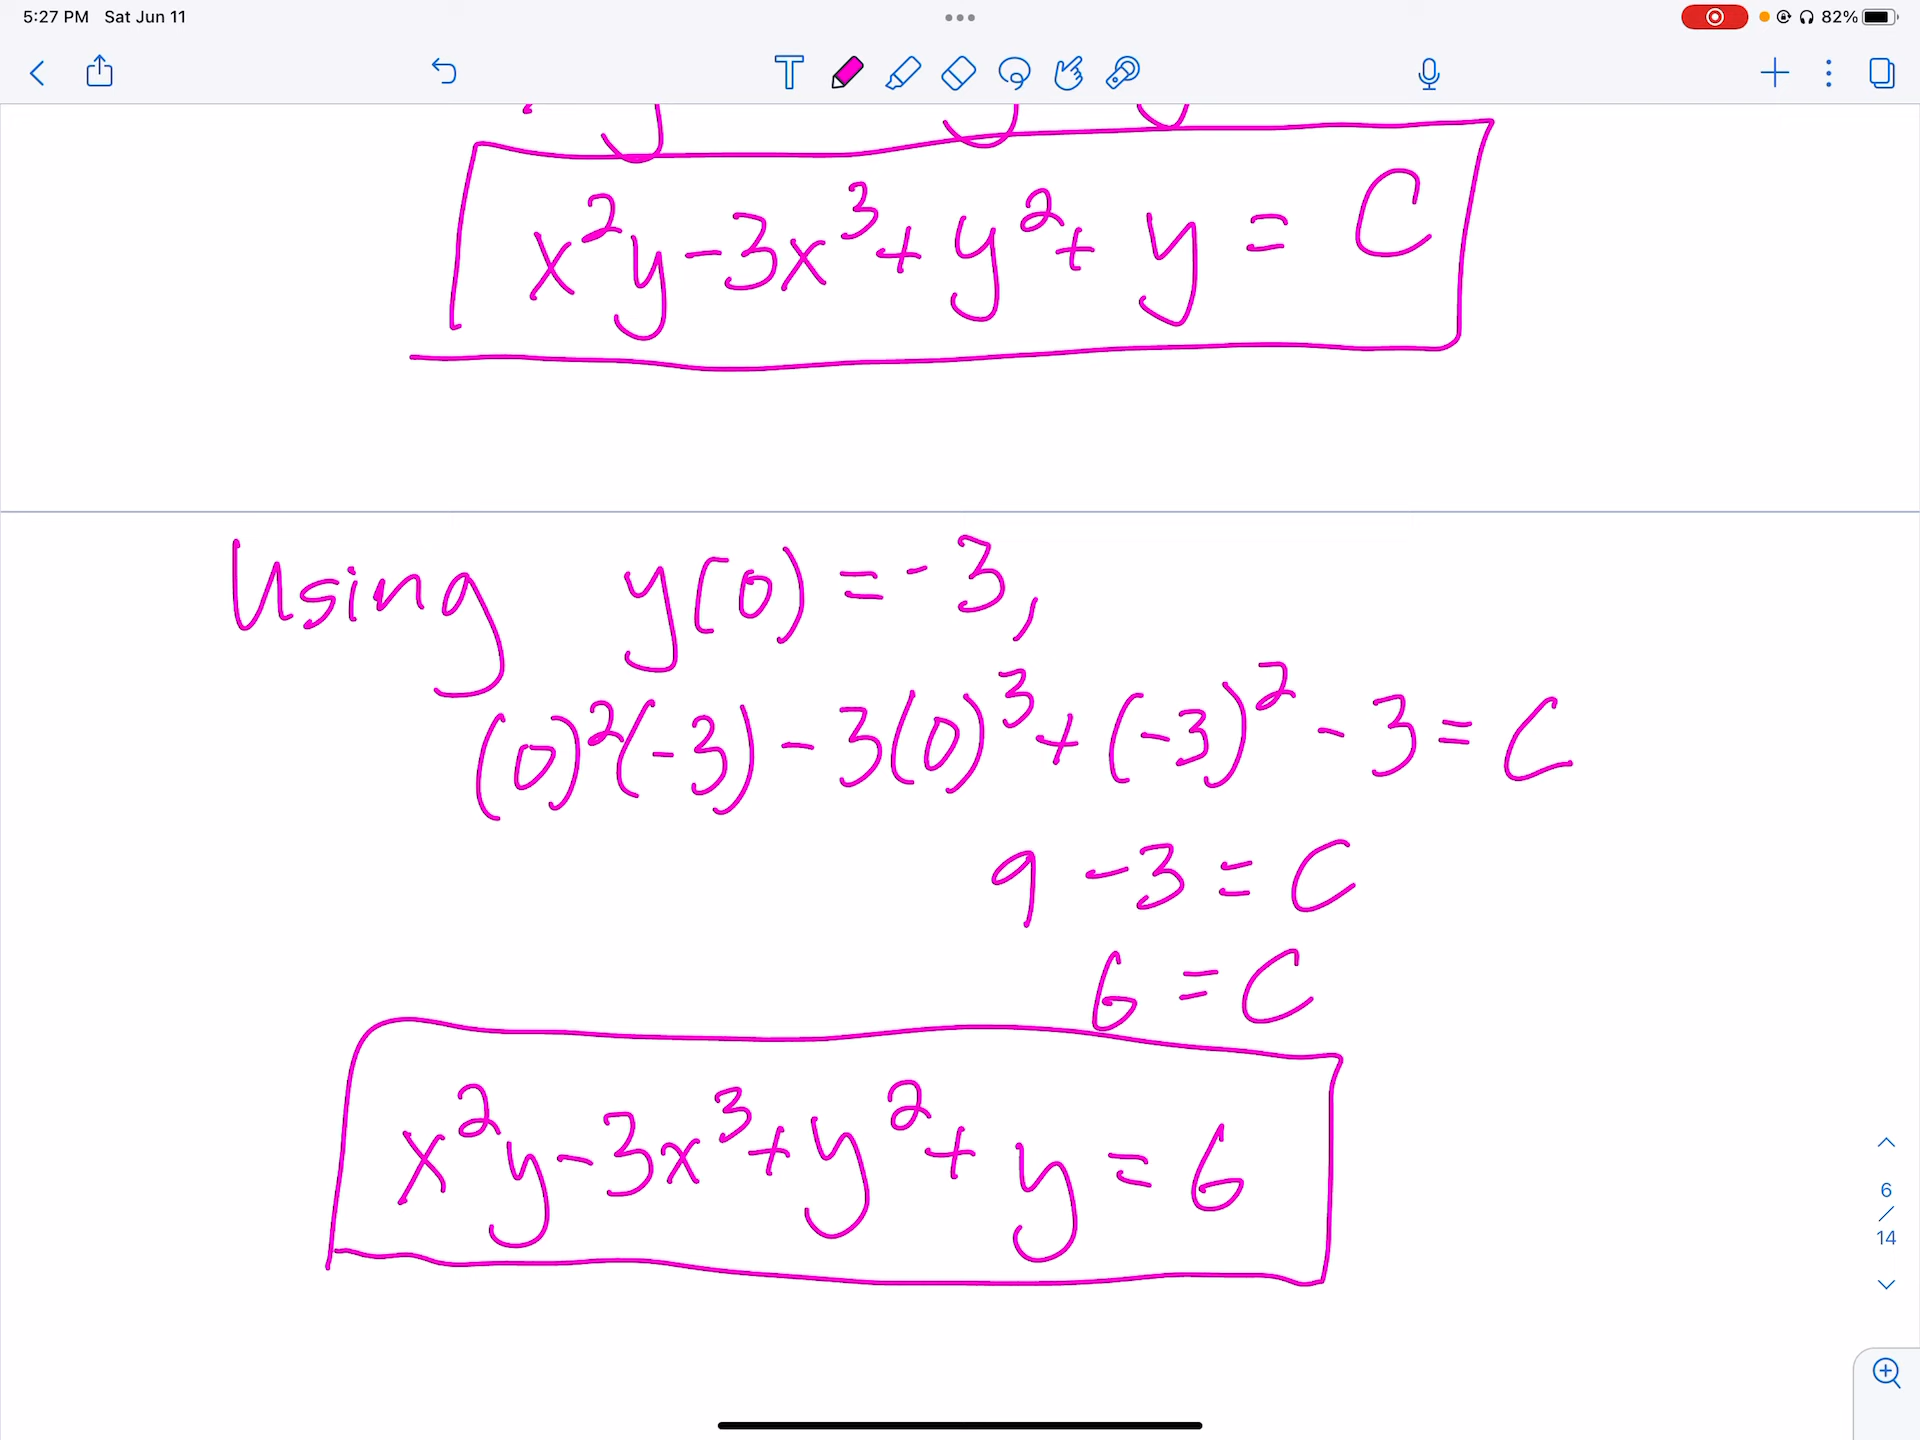 5:27 PM Sat Jun 11 82%
T
x²y-3x³+y²+y=C
Using y(0)=-3,
(0)²(-3)-3(0)³+(-3)²-3=C
9-3=C
6=C
x²y-3x³+y²+y=6
6
/
14